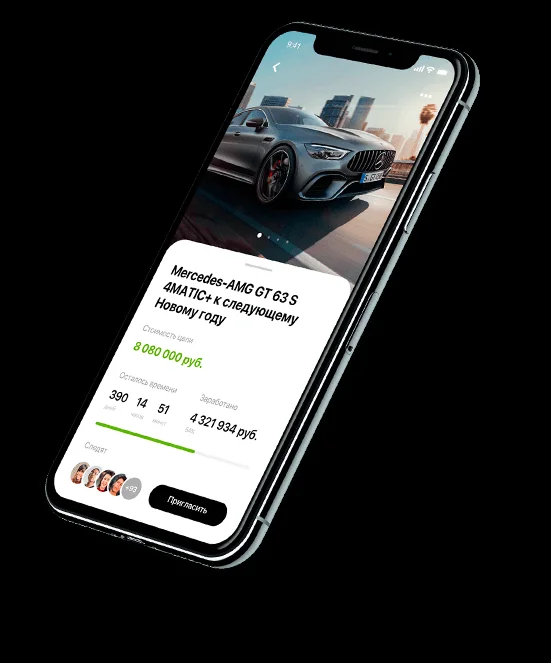 9:41
Mercedes-AMG GT 63 S
4MATIC+ к следующему
Новому году
Стоимость цели
8 080 000 руб.
Осталось времени
390 14 51
дней часов минут
Заработано
4 321 934 руб.
54%
Следят
+93
Пригласить